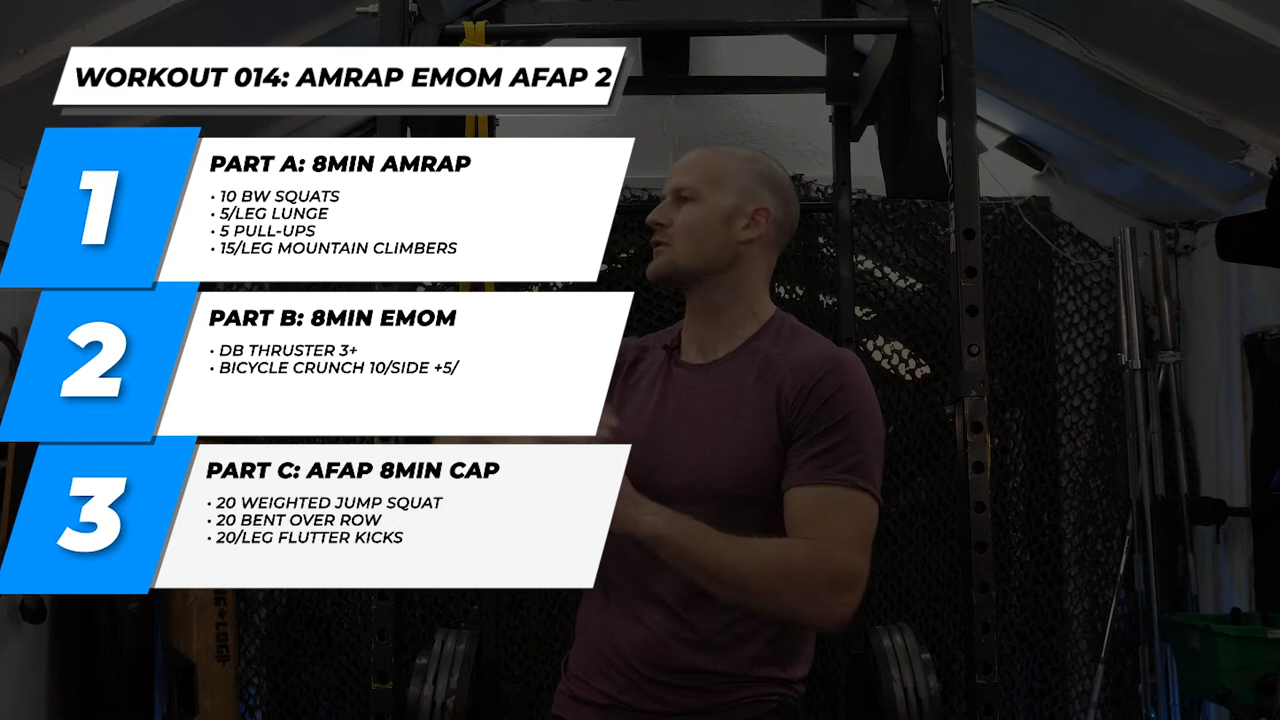 WORKOUT 014: AMRAP EMOM AFAP 2
1
PART A: 8MIN AMRAP
• 10 BW SQUATS
• 5/LEG LUNGE
• 5 PULL-UPS
• 15/LEG MOUNTAIN CLIMBERS
2
PART B: 8MIN EMOM
• DB THRUSTER 3+
• BICYCLE CRUNCH 10/SIDE +5/
3
PART C: AFAP 8MIN CAP
• 20 WEIGHTED JUMP SQUAT
• 20 BENT OVER ROW
• 20/LEG FLUTTER KICKS